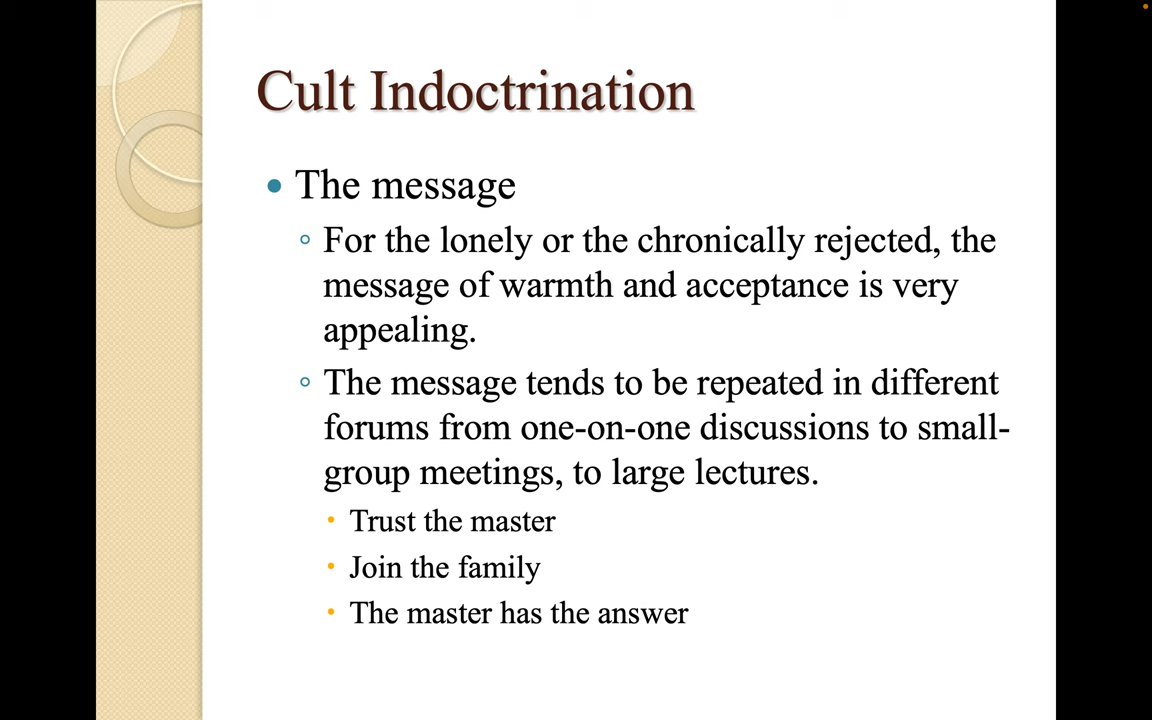 Cult Indoctrination
The message
For the lonely or the chronically rejected, the
message of warmth and acceptance is very
appealing.
The message tends to be repeated in different
forums from one-on-one discussions to small-
group meetings, to large lectures.
Trust the master
Join the family
The master has the answer